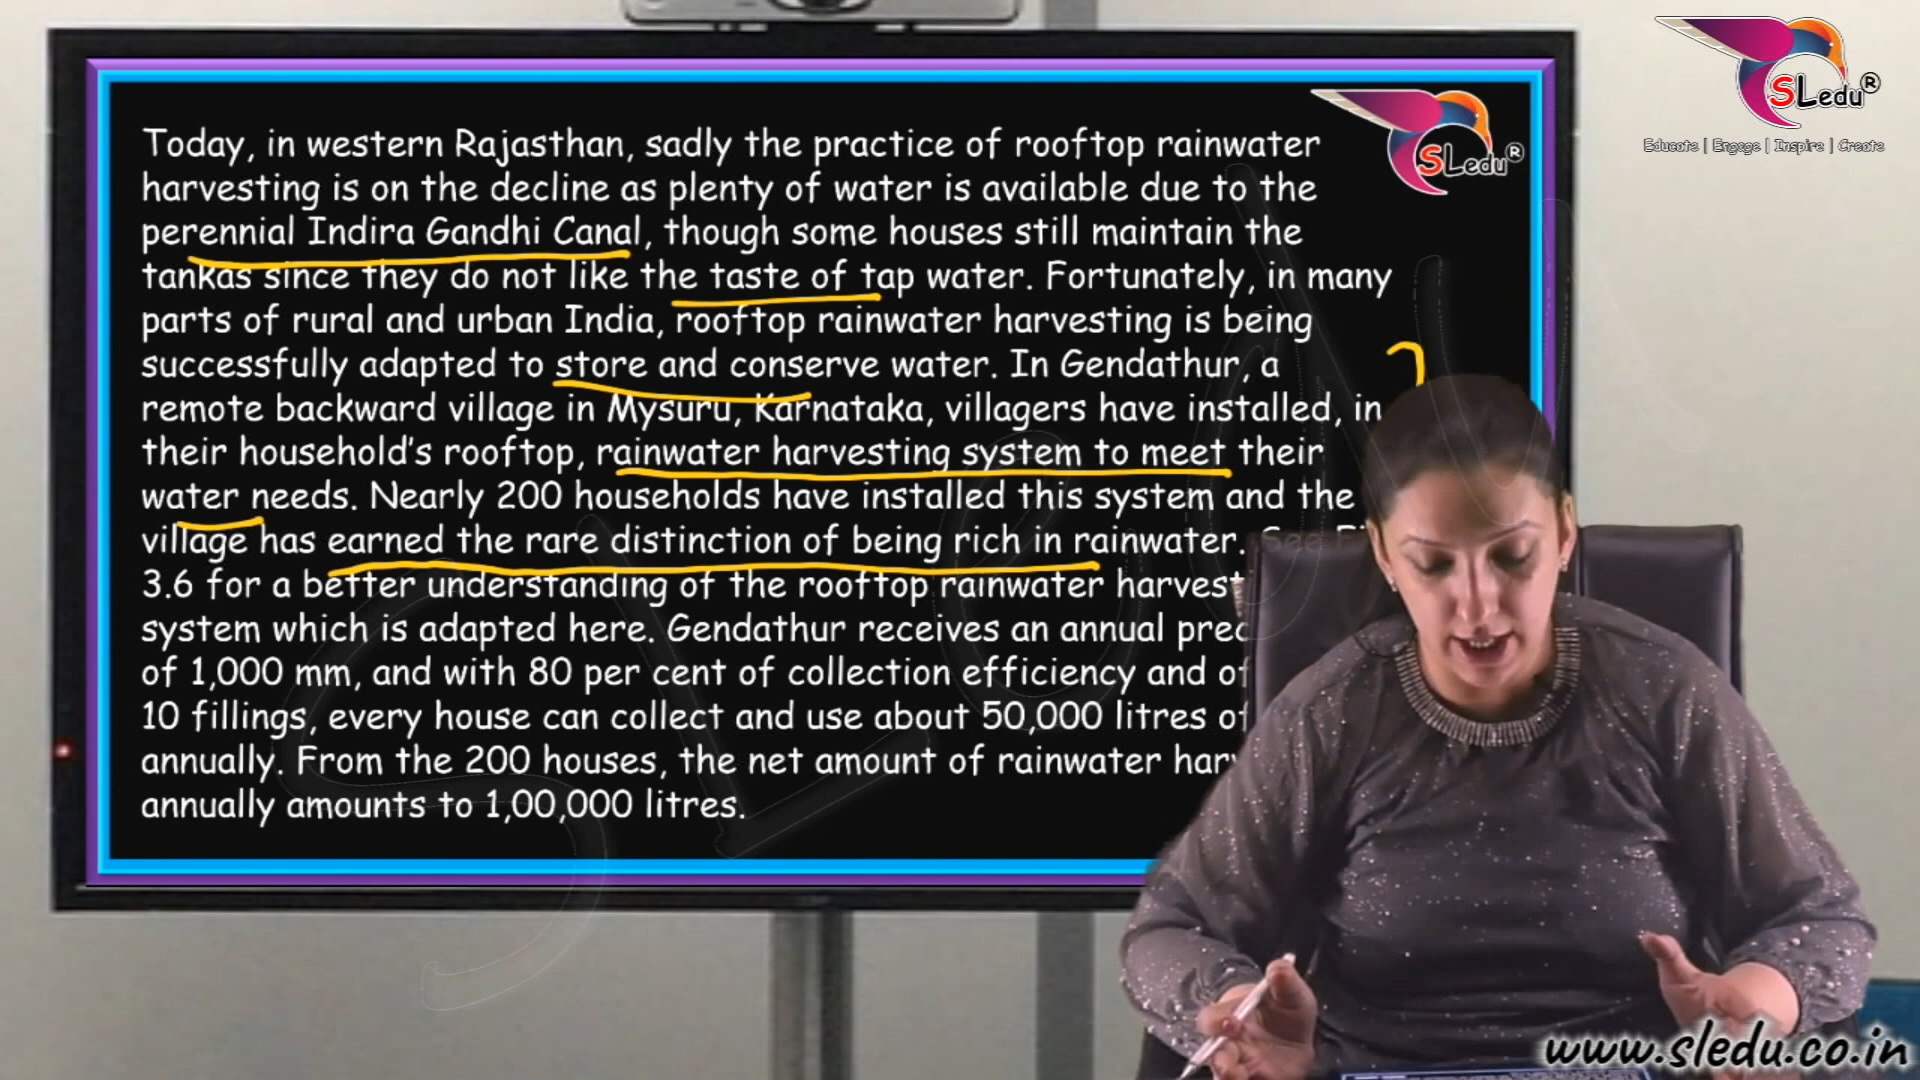 Today, in western Rajasthan, sadly the practice of rooftop rainwater
harvesting is on the decline as plenty of water is available due to the
perennial Indira Gandhi Canal, though some houses still maintain the
tankas since they do not like the taste of tap water. Fortunately, in many
parts of rural and urban India, rooftop rainwater harvesting is being
successfully adapted to store and conserve water. In Gendathur, a
remote backward village in Mysuru, Karnataka, villagers have installed, in
their household's rooftop, rainwater harvesting system to meet their
water needs. Nearly 200 households have installed this system and the
village has earned the rare distinction of being rich in rainwater. See
3.6 for a better understanding of the rooftop rainwater
system which is adapted here. Gendathur receives an annual
of 1,000 mm, and with 80 per cent of collection efficiency and
10 fillings, every house can collect and use about 50,000 litres
annually. From the 200 houses, the net amount of rainwater
annually amounts to 1,00,000 litres.
SLedu®
SLedu®
Educate | Engage | Inspire | Create
SLedu
www.sledu.co.in